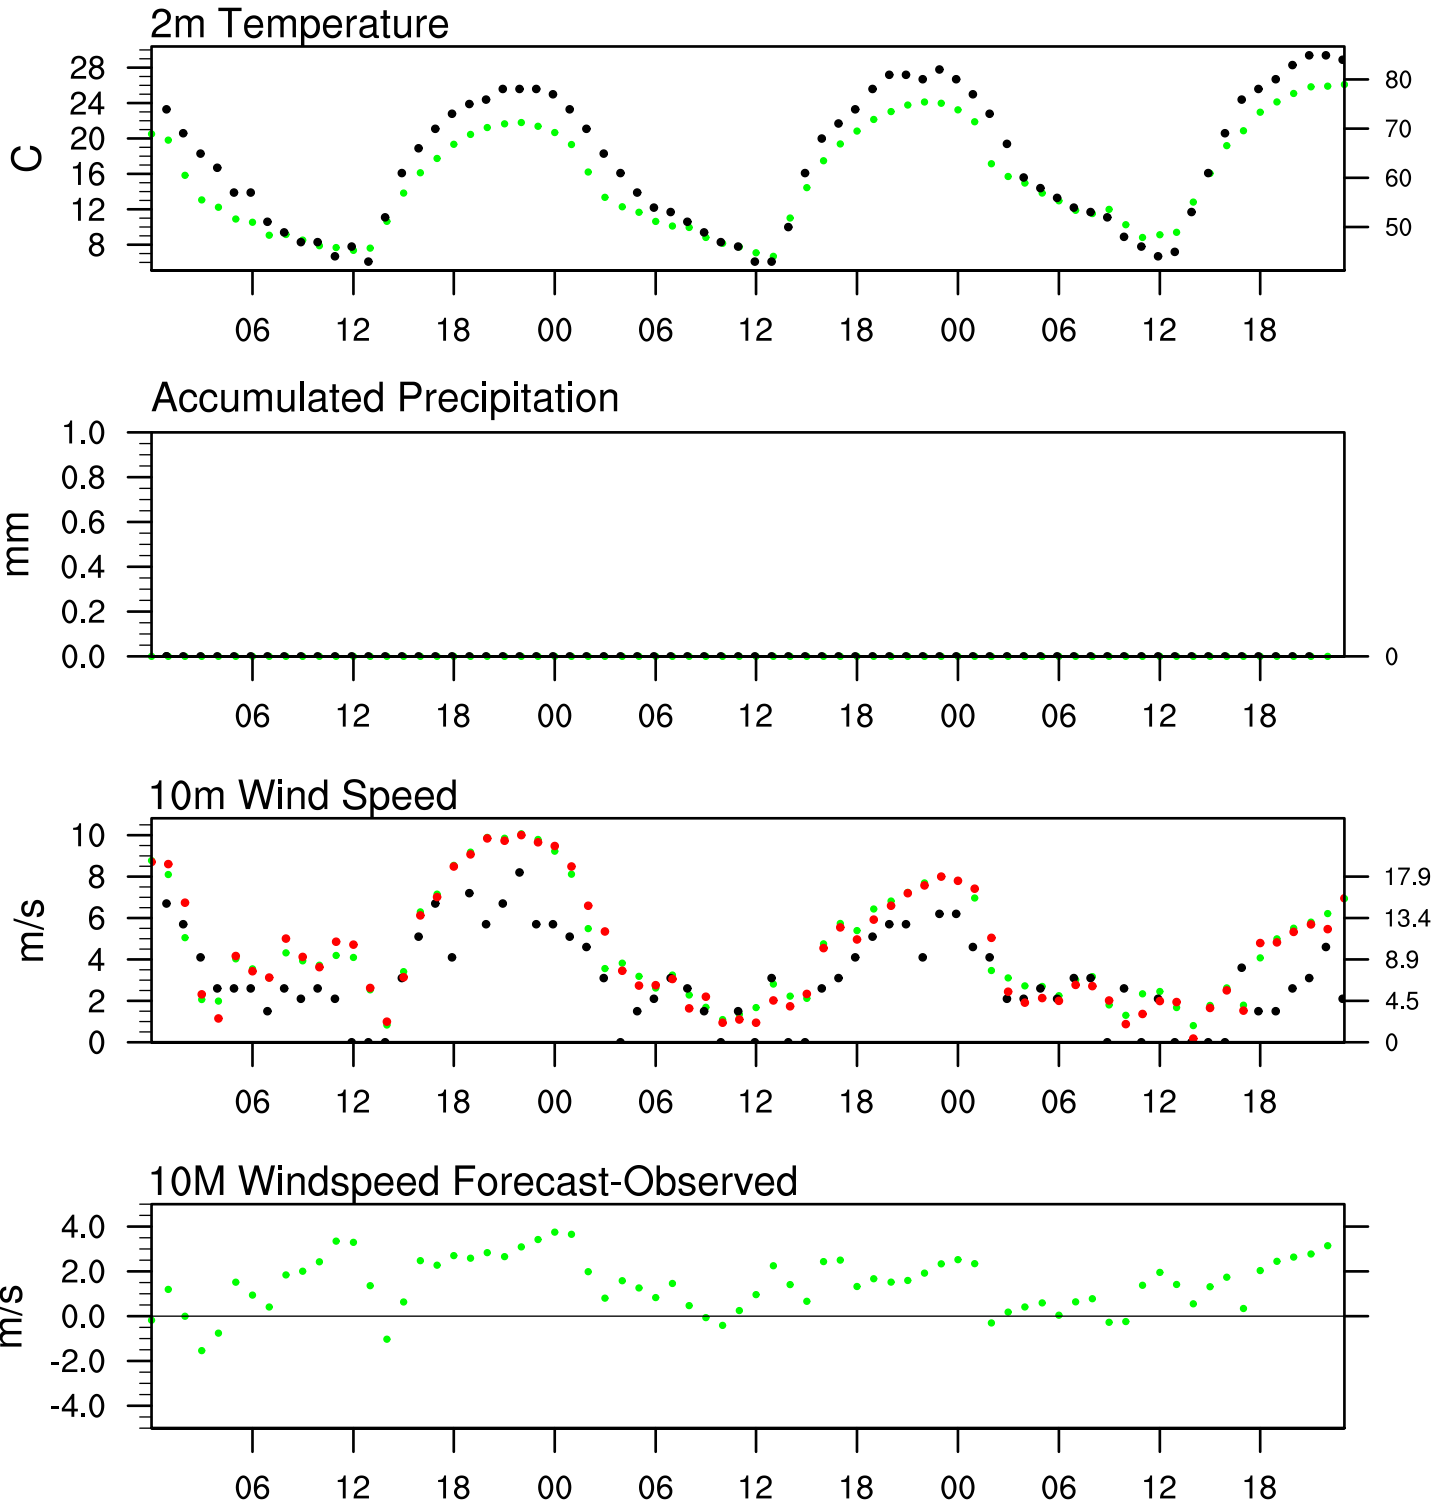 2m Temperature
28
24
20
16
12
8
C
80
70
60
50
06 12 18 00 06 12 18 00 06 12 18
Accumulated Precipitation
1.0
0.8
0.6
0.4
0.2
0.0
mm
0
06 12 18 00 06 12 18 00 06 12 18
10m Wind Speed
10
8
6
4
2
0
m/s
17.9
13.4
8.9
4.5
0
06 12 18 00 06 12 18 00 06 12 18
10M Windspeed Forecast-Observed
4.0
2.0
0.0
-2.0
-4.0
m/s
06 12 18 00 06 12 18 00 06 12 18